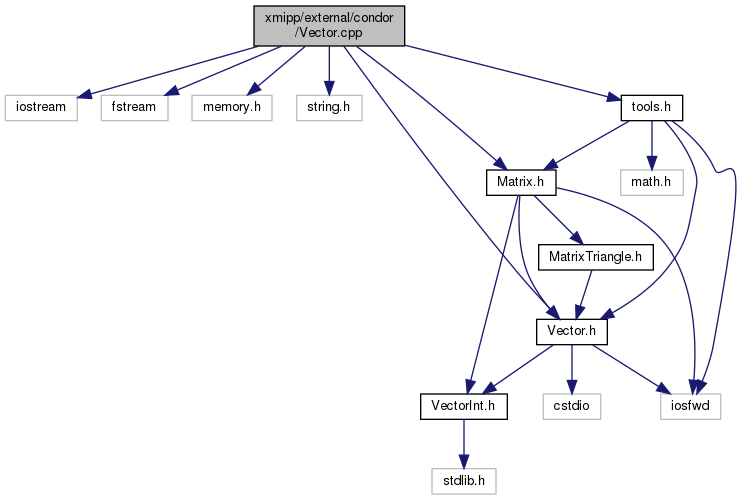 xmipp/external/condor
/Vector.cpp
iostream
fstream
memory.h
string.h
tools.h
Matrix.h
math.h
MatrixTriangle.h
Vector.h
VectorInt.h
cstdio
iosfwd
stdlib.h